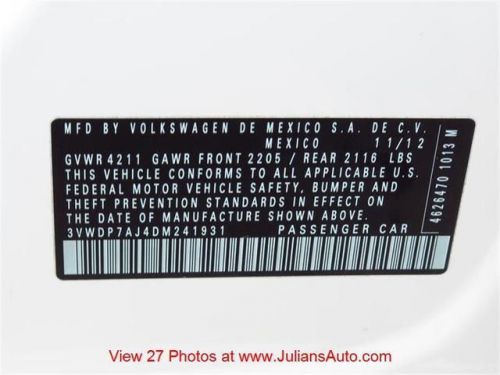 MFD BY VOLKSWAGEN DE MEXICO S.A. DE C.V.
MEXICO 11/12
GVWR 4211 GAWR FRONT 2205 / REAR 2116 LBS
THIS VEHICLE CONFORMS TO ALL APPLICABLE U.S.
FEDERAL MOTOR VEHICLE SAFETY, BUMPER AND
THEFT PREVENTION STANDARDS IN EFFECT ON
THE DATE OF MANUFACTURE SHOWN ABOVE.
3VWDP7AJ4DM241931 PASSENGER CAR
4626470 1013 M
View 27 Photos at www.JuliansAuto.com